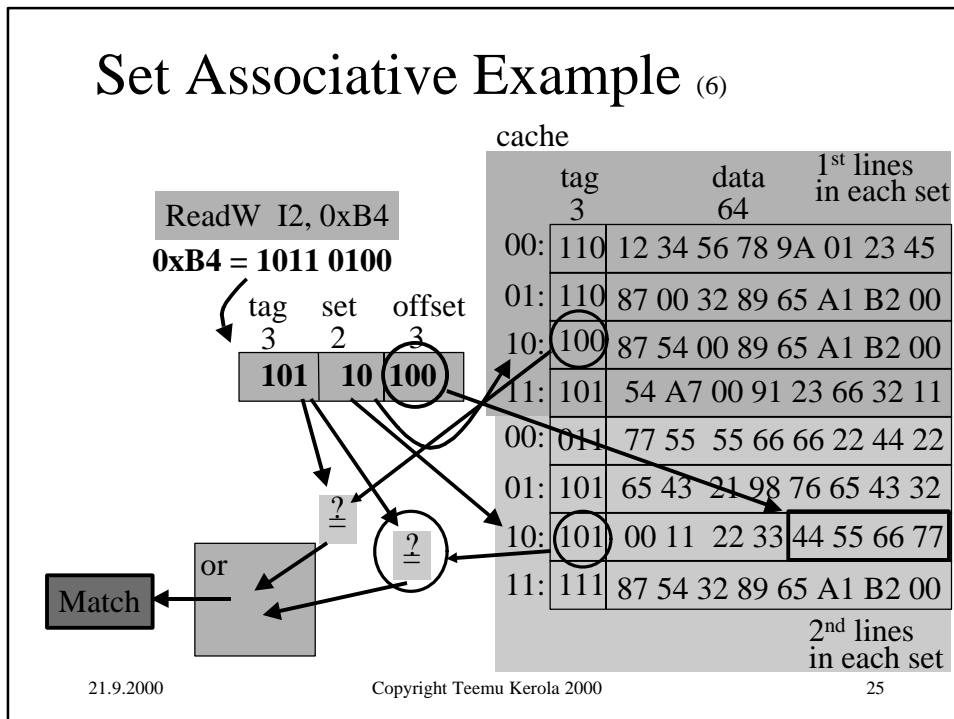 Set Associative Example (6)
cache
tag data 1st lines
3 64 in each set
ReadW I2, 0xB4
0xB4 = 1011 0100
tag set offset
3 2 3
101 10 100
00: 110 12 34 56 78 9A 01 23 45
01: 110 87 00 32 89 65 A1 B2 00
10: 100 87 54 00 89 65 A1 B2 00
11: 101 54 A7 00 91 23 66 32 11
00: 011 77 55 55 66 66 22 44 22
01: 101 65 43 21 98 76 65 43 32
10: 101 00 11 22 33 44 55 66 77
11: 111 87 54 32 89 65 A1 B2 00
?
=
?
=
or
Match
2nd lines
in each set
21.9.2000 Copyright Teemu Kerola 2000 25